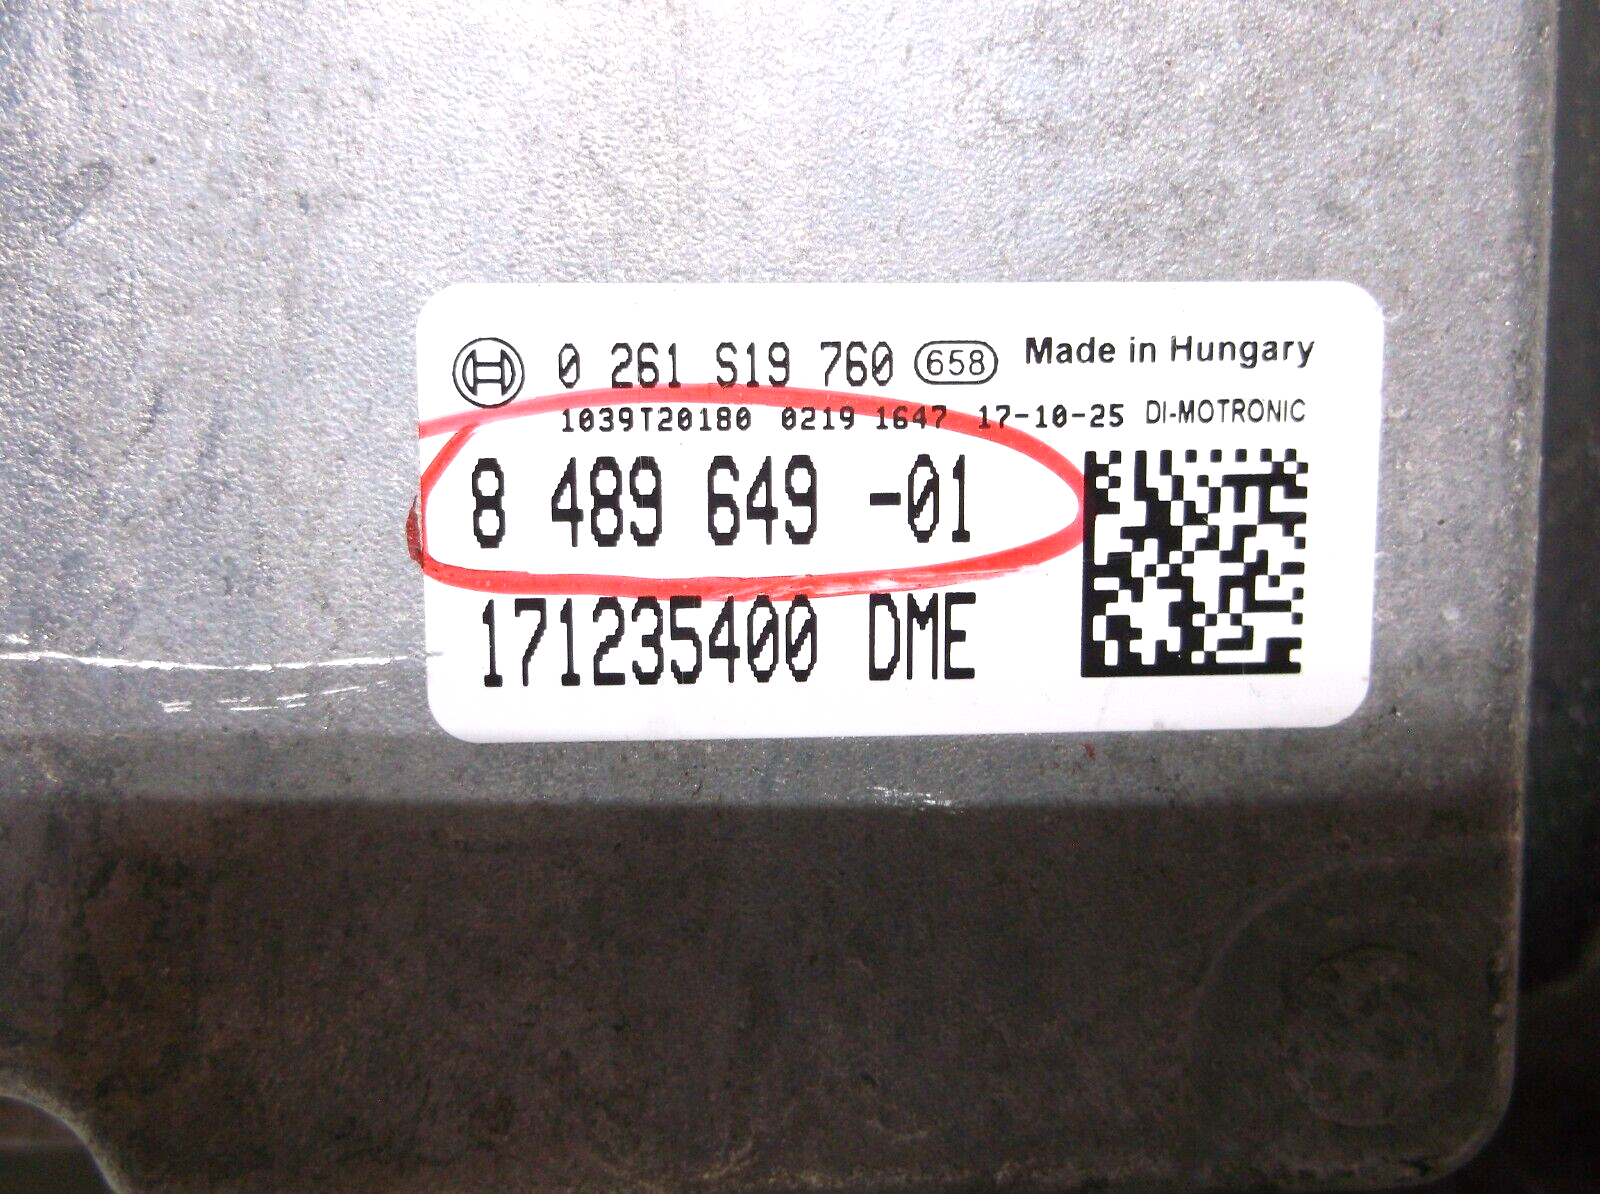 0 261 S19 760 658 Made in Hungary
1039T20180 0219 1647 17-10-25 DI-MOTRONIC
8 489 649 -01
171235400 DME